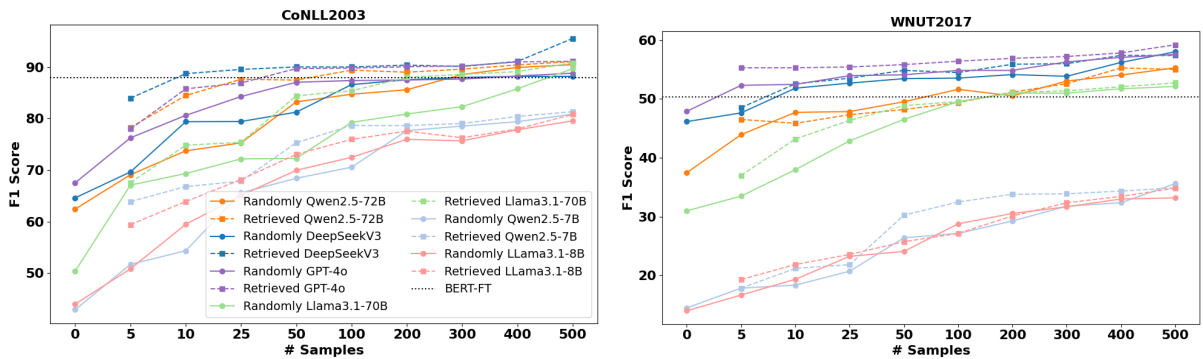 CoNLL2003
F1 Score
90
80
70
60
50
Randomly Qwen2.5-72B
Retrieved Qwen2.5-72B
Randomly DeepSeekV3
Retrieved DeepSeekV3
Randomly GPT-4o
Retrieved GPT-4o
Randomly Llama3.1-70B
Retrieved Llama3.1-70B
Randomly Qwen2.5-7B
Retrieved Qwen2.5-7B
Randomly LLama3.1-8B
Retrieved LLama3.1-8B
BERT-FT
0 5 10 25 50 100 200 300 400 500
# Samples
WNUT2017
F1 Score
60
50
40
30
20
0 5 10 25 50 100 200 300 400 500
# Samples